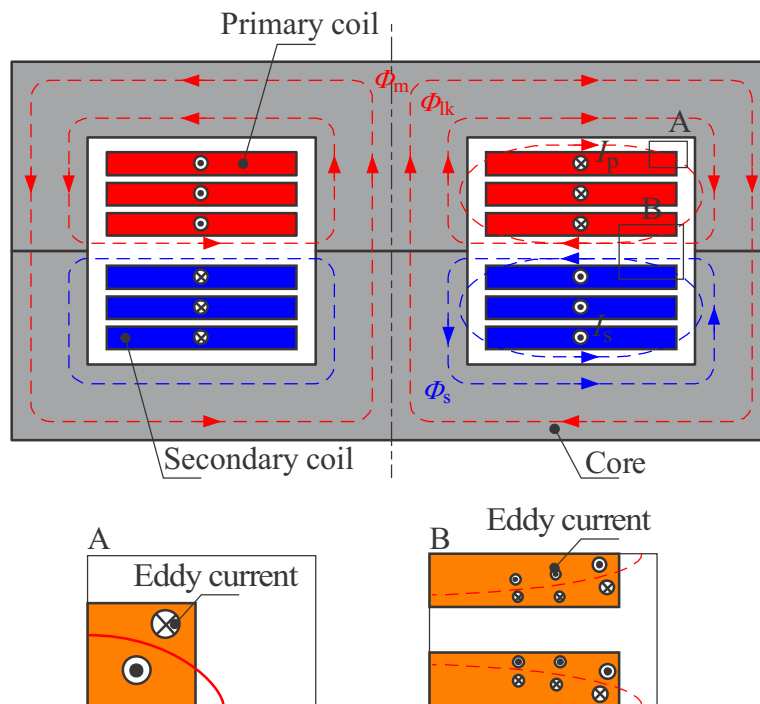 Primary coil
Φm
Φlk
A
Ip
B
Is
Φs
Secondary coil
Core
A
Eddy current
B
Eddy current